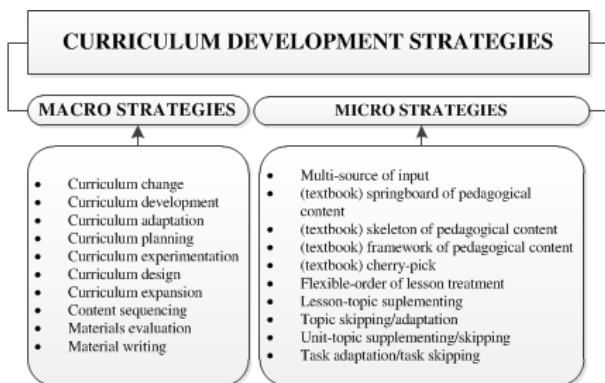 CURRICULUM DEVELOPMENT STRATEGIES
MACRO STRATEGIES
MICRO STRATEGIES
• Curriculum change
• Curriculum development
• Curriculum adaptation
• Curriculum planning
• Curriculum experimentation
• Curriculum design
• Curriculum expansion
• Content sequencing
• Materials evaluation
• Material writing
• Multi-source of input
• (textbook) springboard of pedagogical
content
• (textbook) skeleton of pedagogical content
• (textbook) framework of pedagogical content
• (textbook) cherry-pick
• Flexible-order of lesson treatment
• Lesson-topic suplementing
• Topic skipping/adaptation
• Unit-topic supplementing/skipping
• Task adaptation/task skipping